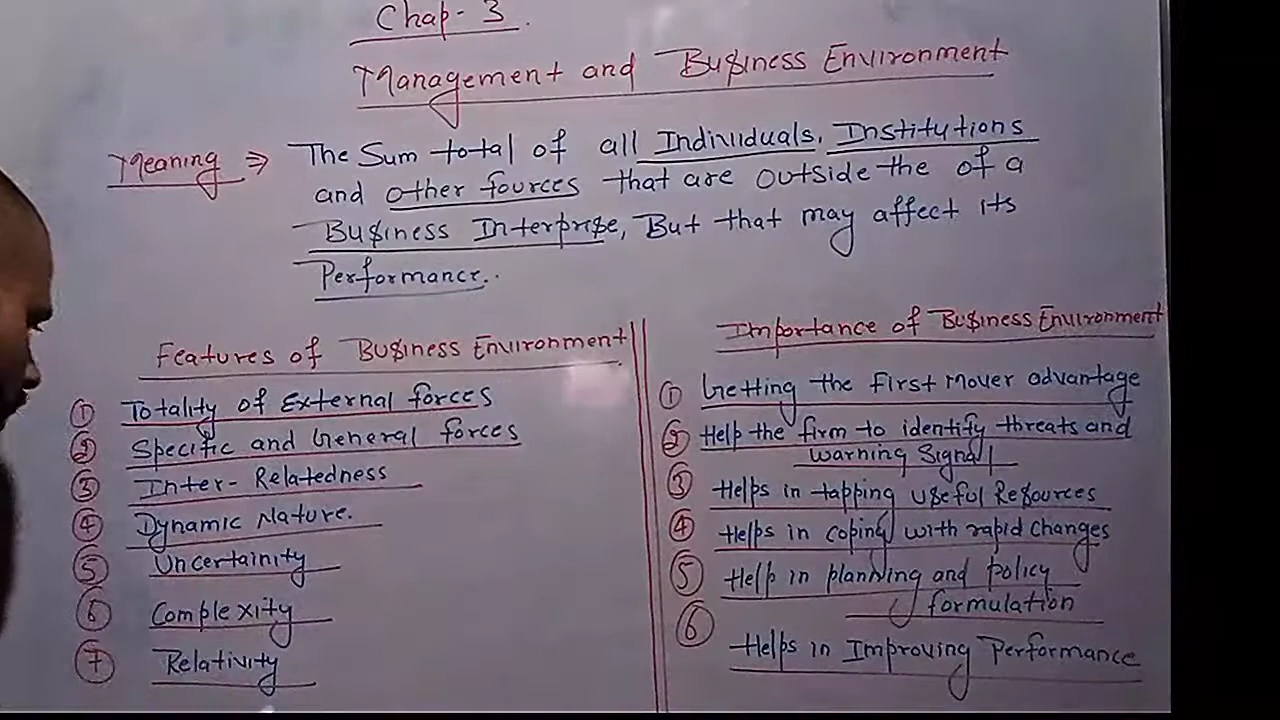 Chap- 3.
Management and Business Environment
Meaning ⇒ The Sum total of all Individuals, Institutions
and other fources that are outside the of a
Business Interprise, But that may affect its
Performance..
Features of Business Environment
① Totality of External forces
② Specific and General forces
③ Inter-Relatedness
④ Dynamic Nature.
⑤ Uncertainity
⑥ Complexity
⑦ Relativity
Importance of Business Environment
① Getting the First Mover advantage
② Help the firm to identify threats and
warning Signal
③ Helps in tapping useful Resources
④ Helps in coping with rapid changes
⑤ Help in planning and policy
formulation
⑥ Helps in Improving Performance